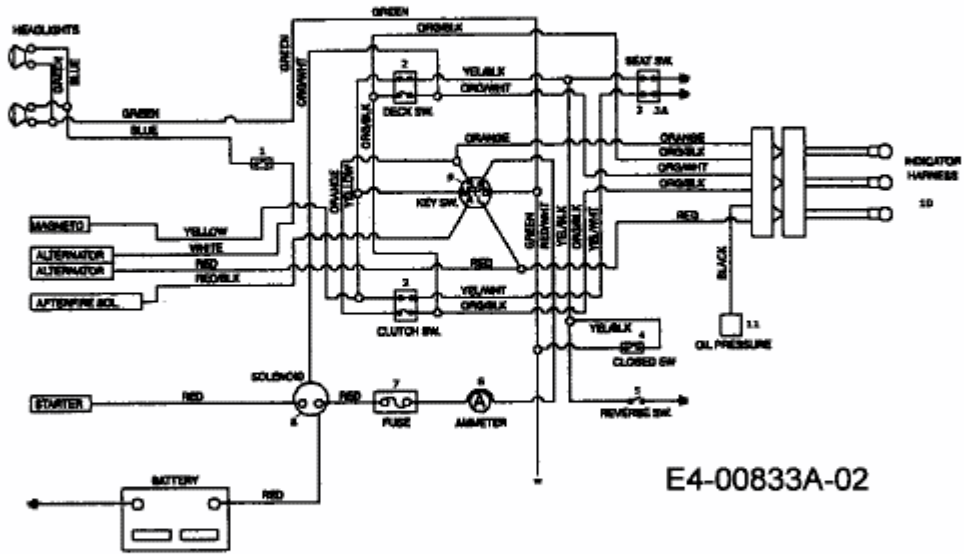 GREEN
ORG/BLK
HEADLIGHTS
GREEN
BLUE
GREEN
ORG/WHT
2
YEL/BLK
SEAT SW.
ORG/WHT
3 3A
DECK SW.
GREEN
BLUE
1
ORG/BLK
ORANGE
ORANGE
ORG/BLK
ORG/WHT
ORG/BLK
INDICATOR
HARNESS
10
ORANGE
YELLOW
9
KEY SW.
RED
MAGNETO
YELLOW
GREEN
RED/WHT
YEL/BLK
ORG/BLK
YEL/WHT
ALTERNATOR
WHITE
ALTERNATOR
RED
RED
BLACK
AFTERFIRE SOL.
RED/BLK
3
YEL/WHT
ORG/BLK
CLUTCH SW.
YEL/BLK
4
CLOSED SW
11
OIL PRESSURE
SOLENOID
STARTER
RED
RED
7
FUSE
6
AMMETER
5
REVERSE SW.
8
BATTERY
RED
E4-00833A-02